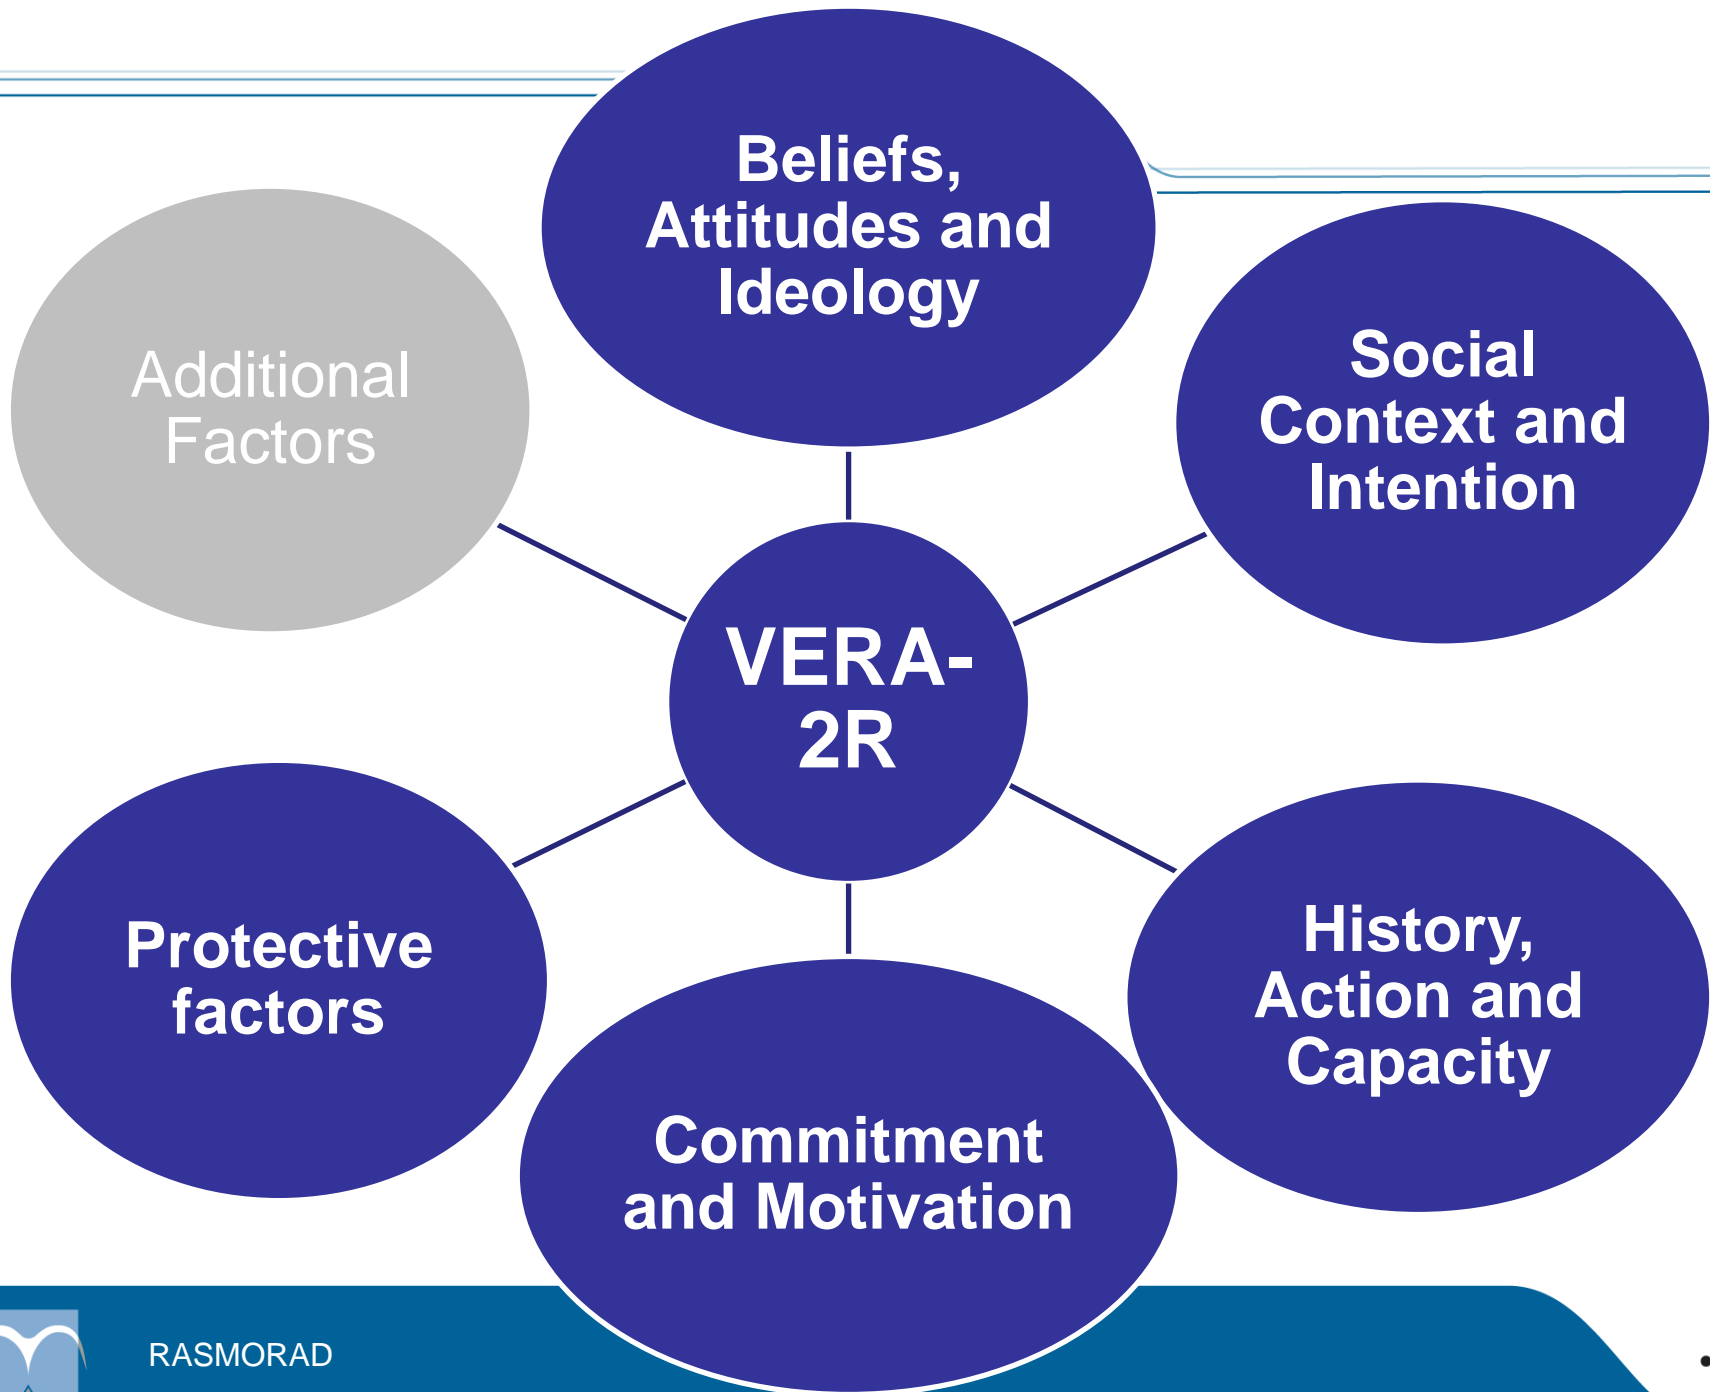 Beliefs,
Attitudes and
Ideology
Social
Context and
Intention
History,
Action and
Capacity
Commitment
and Motivation
Protective
factors
Additional
Factors
VERA-
2R
RASMORAD